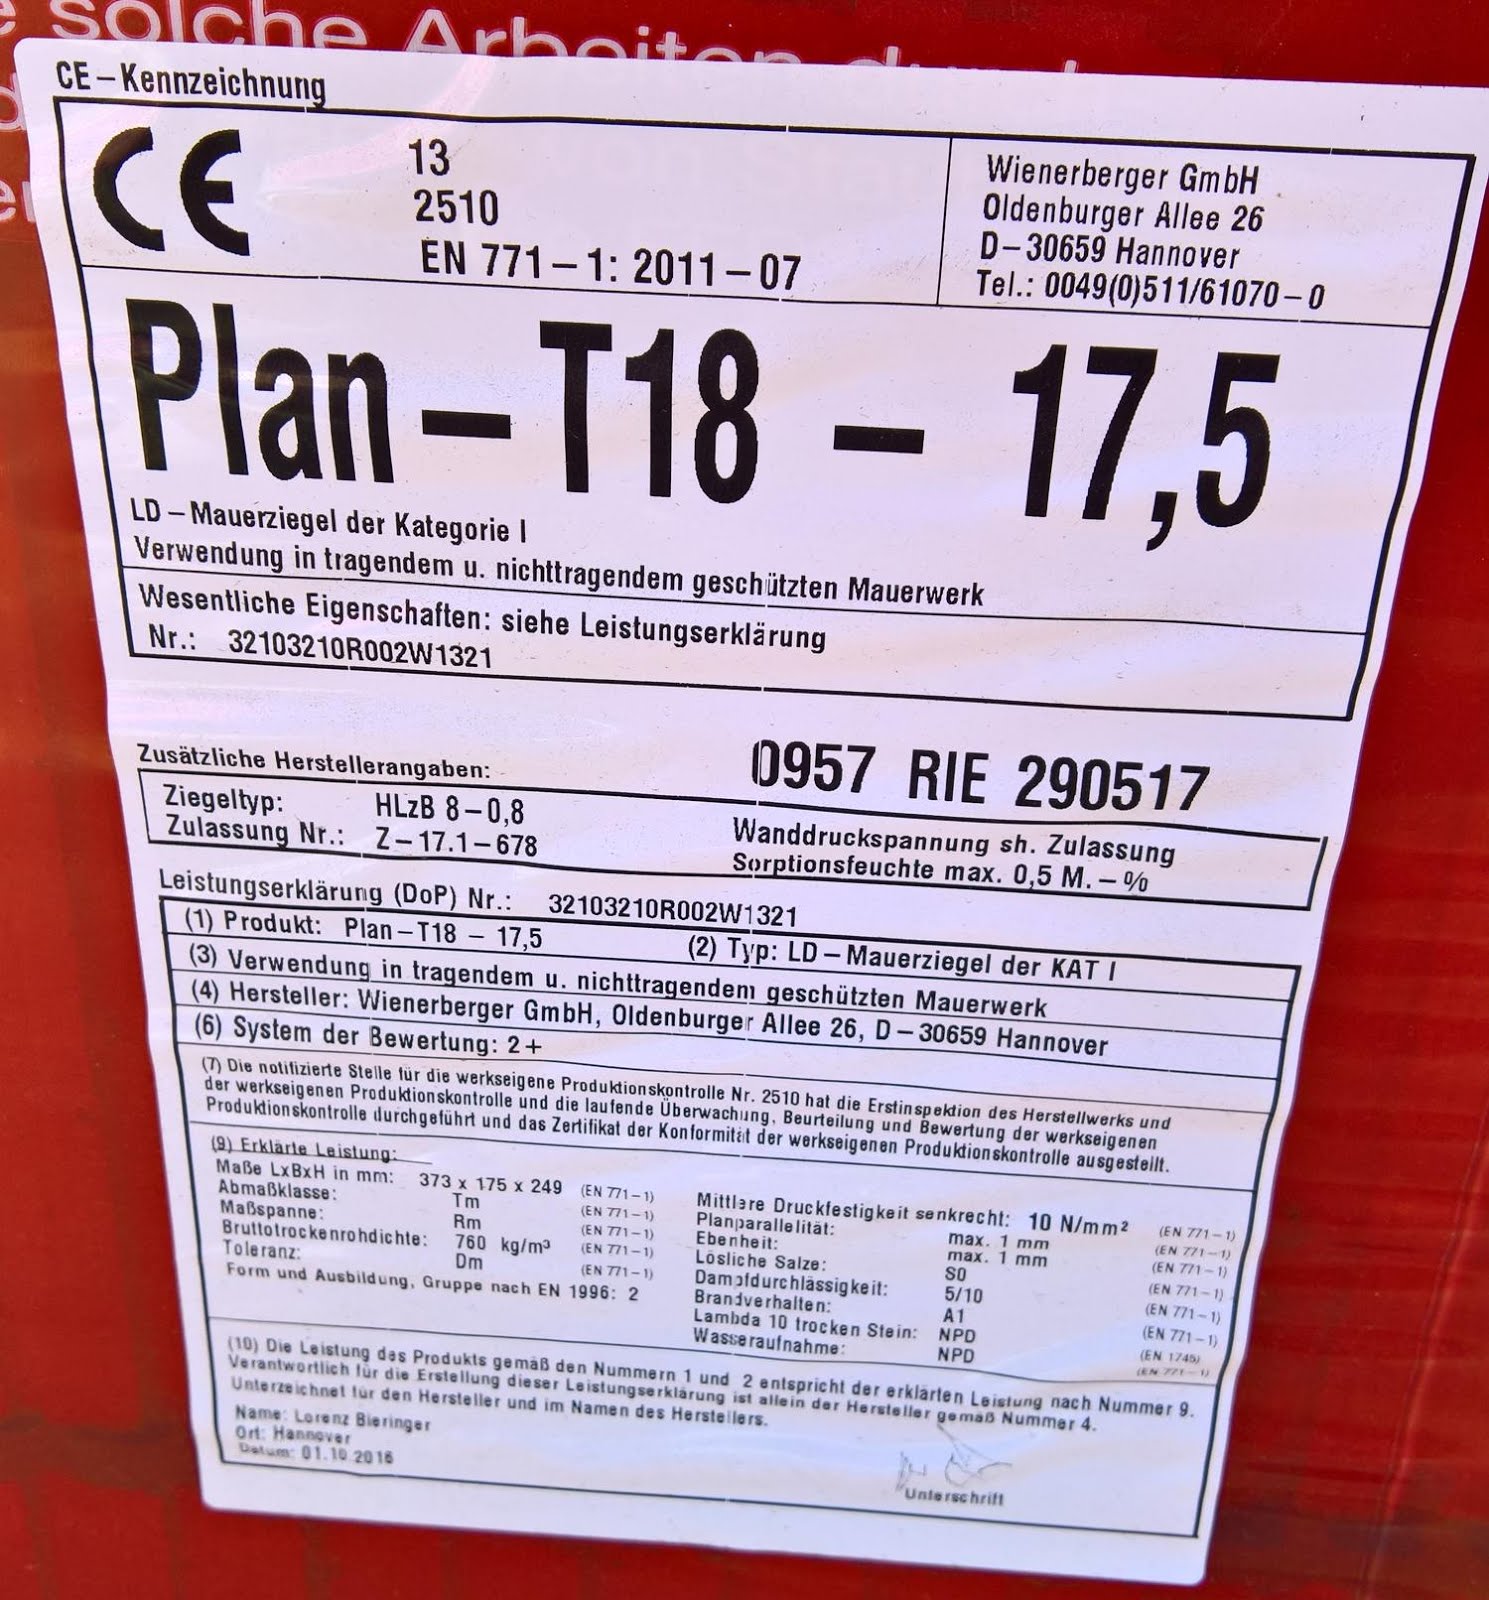 solche Arbeiten
CE – Kennzeichnung
CE
13
2510
EN 771 – 1: 2011 – 07
Wienerberger GmbH
Oldenburger Allee 26
D – 30659 Hannover
Tel.: 0049(0)511/61070 – 0
Plan – T18 – 17,5
LD – Mauerziegel der Kategorie I
Verwendung in tragendem u. nichttragendem geschützten Mauerwerk
Wesentliche Eigenschaften: siehe Leistungserklärung
Nr.: 32103210R002W1321
Zusätzliche Herstellerangaben:
0957 RIE 290517
Ziegeltyp: HLzB 8 – 0,8
Zulassung Nr.: Z – 17.1 – 678
Wanddruckspannung sh. Zulassung
Sorptionsfeuchte max. 0,5 M. – %
Leistungserklärung (DoP) Nr.: 32103210R002W1321
(1) Produkt: Plan – T18 – 17,5 (2) Typ: LD – Mauerziegel der KAT I
(3) Verwendung in tragendem u. nichttragendem geschützten Mauerwerk
(4) Hersteller: Wienerberger GmbH, Oldenburger Allee 26, D – 30659 Hannover
(6) System der Bewertung: 2+
(7) Die notifizierte Stelle für die werkseigene Produktionskontrolle Nr. 2510 hat die Erstinspektion des Herstellwerks und
der werkseigenen Produktionskontrolle und die laufende Überwachung, Beurteilung und Bewertung der werkseigenen
Produktionskontrolle durchgeführt und das Zertifikat der Konformität der werkseigenen Produktionskontrolle ausgestellt.
(9) Erklärte Leistung:
Maße LxBxH in mm: 373 x 175 x 249 (EN 771–1)
Abmaßklasse: Tm (EN 771–1)
Maßspanne: Rm (EN 771–1)
Bruttotrockenrohdichte: 760 kg/m³ (EN 771–1)
Toleranz: Dm (EN 771–1)
Form und Ausbildung, Gruppe nach EN 1996: 2
Mittlere Druckfestigkeit senkrecht: 10 N/mm² (EN 771–1)
Planparallelität: max. 1 mm (EN 771–1)
Ebenheit: max. 1 mm (EN 771–1)
Lösliche Salze: S0 (EN 771–1)
Dampfdurchlässigkeit: 5/10 (EN 771–1)
Brandverhalten: A1 (EN 771–1)
Lambda 10 trocken Stein: NPD (EN 1745)
Wasseraufnahme: NPD (EN 771–1)
(10) Die Leistung des Produkts gemäß den Nummern 1 und 2 entspricht der erklärten Leistung nach Nummer 9.
Verantwortlich für die Erstellung dieser Leistungserklärung ist allein der Hersteller gemäß Nummer 4.
Unterzeichnet für den Hersteller und im Namen des Herstellers.
Name: Lorenz Bieringer
Ort: Hannover
Datum: 01.10.2016
Unterschrift